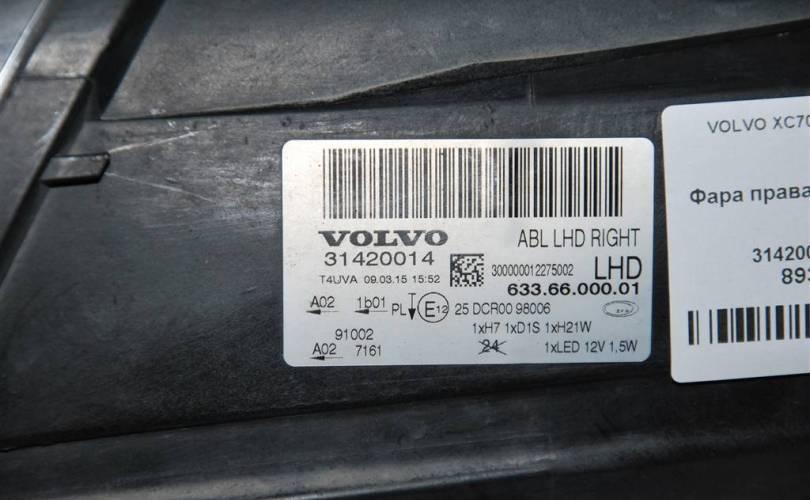 VOLVO
ABL LHD RIGHT
31420014
300000012275002
LHD
T4UVA 09.03.15 15:52
633.66.000.01
A02 1b01 PL E12 25 DCR00 98006
1xH7 1xD1S 1xH21W
91002
A02 7161
24
1xLED 12V 1,5W
VOLVO XC70
Фара права
314200
893